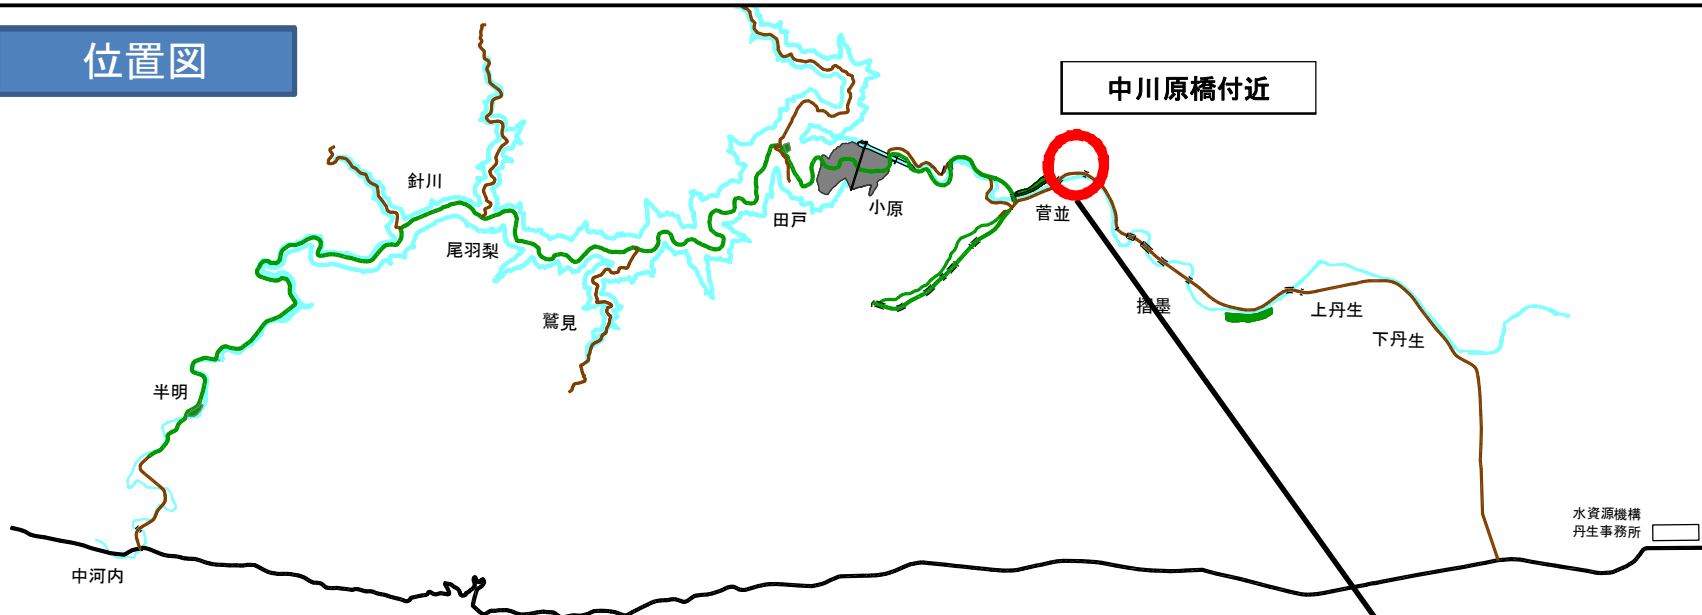 位置図
中川原橋付近
針川
尾羽梨
鷲見
田戸
小原
菅並
摺墨
上丹生
下丹生
半明
中河内
水資源機構
丹生事務所